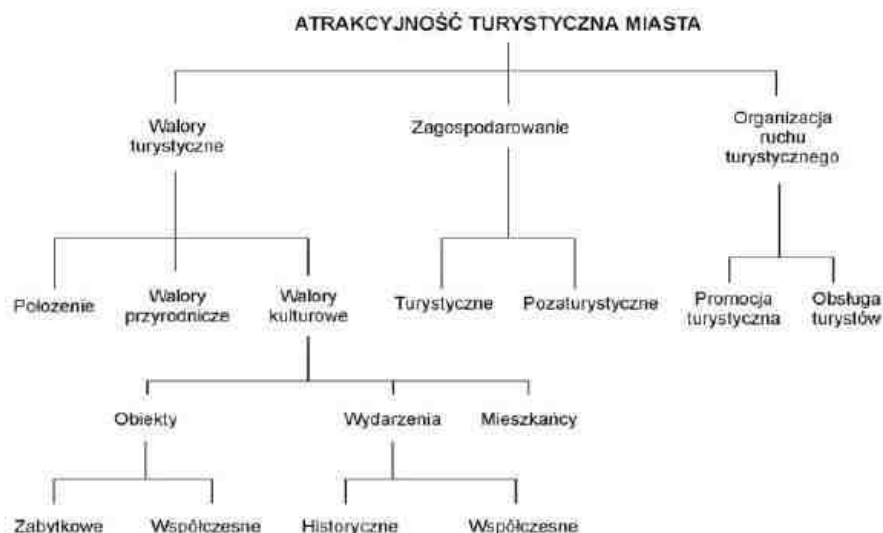 ATRAKCYJNOŚĆ TURYSTYCZNA MIASTA
Walory
turystyczne
Zagospodarowanie
Organizacja
ruchu
turystycznego
Położenie
Walory
przyrodnicze
Walory
kulturowe
Turystyczne
Pozaturystyczne
Promocja
turystyczna
Obsługa
turystów
Obiekty
Wydarzenia
Mieszkańcy
Zabytkowe
Współczesne
Historyczne
Współczesne